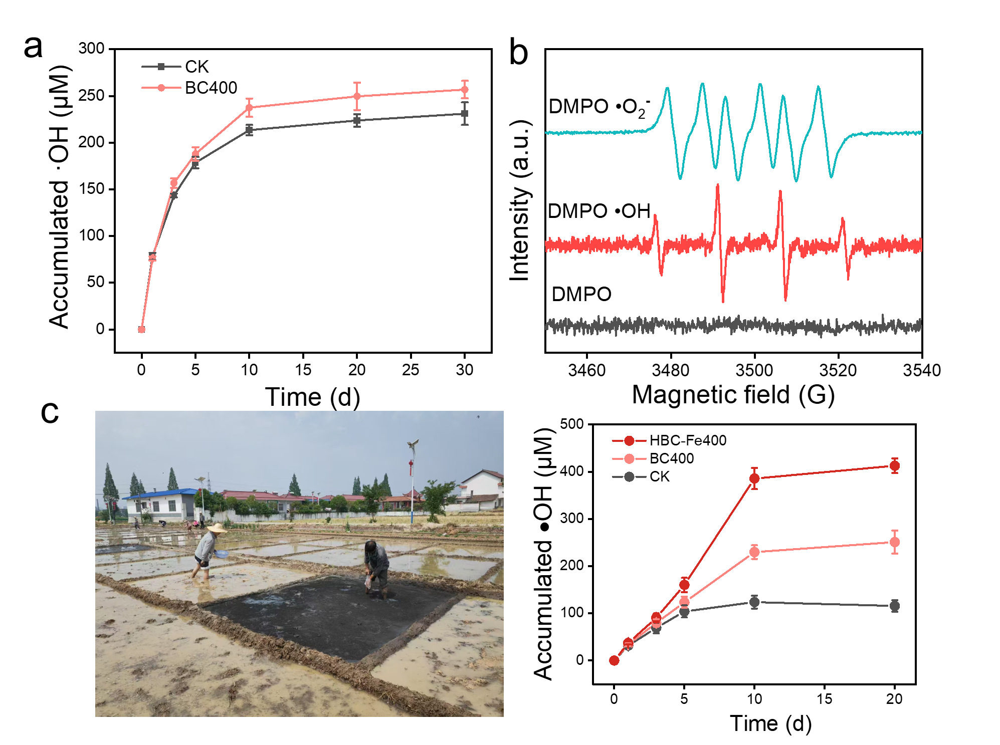 a
300
250
200
150
100
50
0
Accumulated ·OH (μM)
CK
BC400
0 5 10 15 20 25 30
Time (d)
b
Intensity (a.u.)
DMPO •O₂⁻
DMPO •OH
DMPO
3460 3480 3500 3520 3540
Magnetic field (G)
c
500
400
300
200
100
0
Accumulated •OH (μM)
HBC-Fe400
BC400
CK
0 5 10 15 20
Time (d)